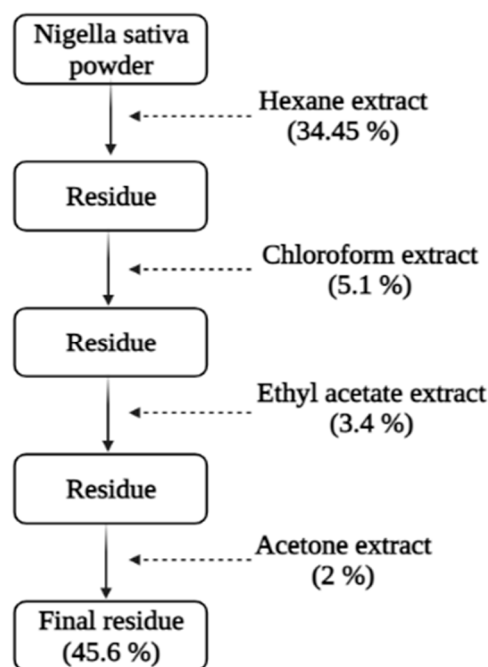 Nigella sativa
powder
Hexane extract
(34.45 %)
Residue
Chloroform extract
(5.1 %)
Residue
Ethyl acetate extract
(3.4 %)
Residue
Acetone extract
(2 %)
Final residue
(45.6 %)